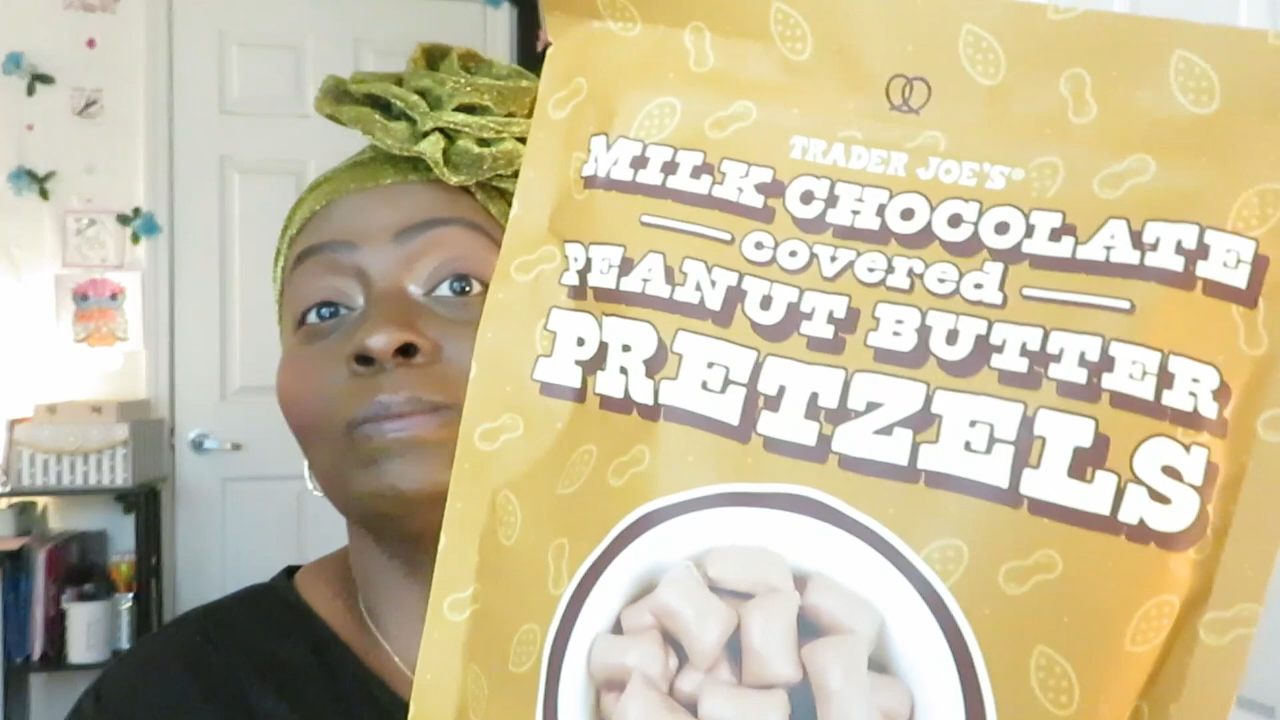 TRADER JOE'S®
MILK CHOCOLATE
covered
PEANUT BUTTER
PRETZELS